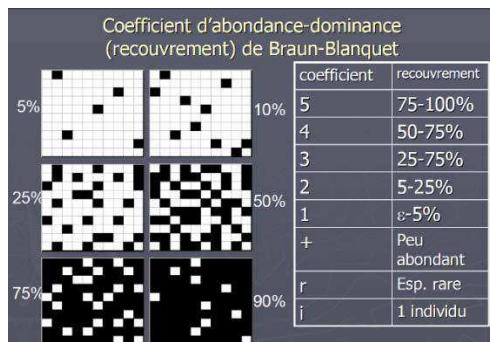 Coefficient d'abondance-dominance
(recouvrement) de Braun-Blanquet
5%
10%
25%
50%
75%
90%
coefficient recouvrement
5 75-100%
4 50-75%
3 25-75%
2 5-25%
1 ε-5%
+ Peu
abondant
r Esp. rare
i 1 individu